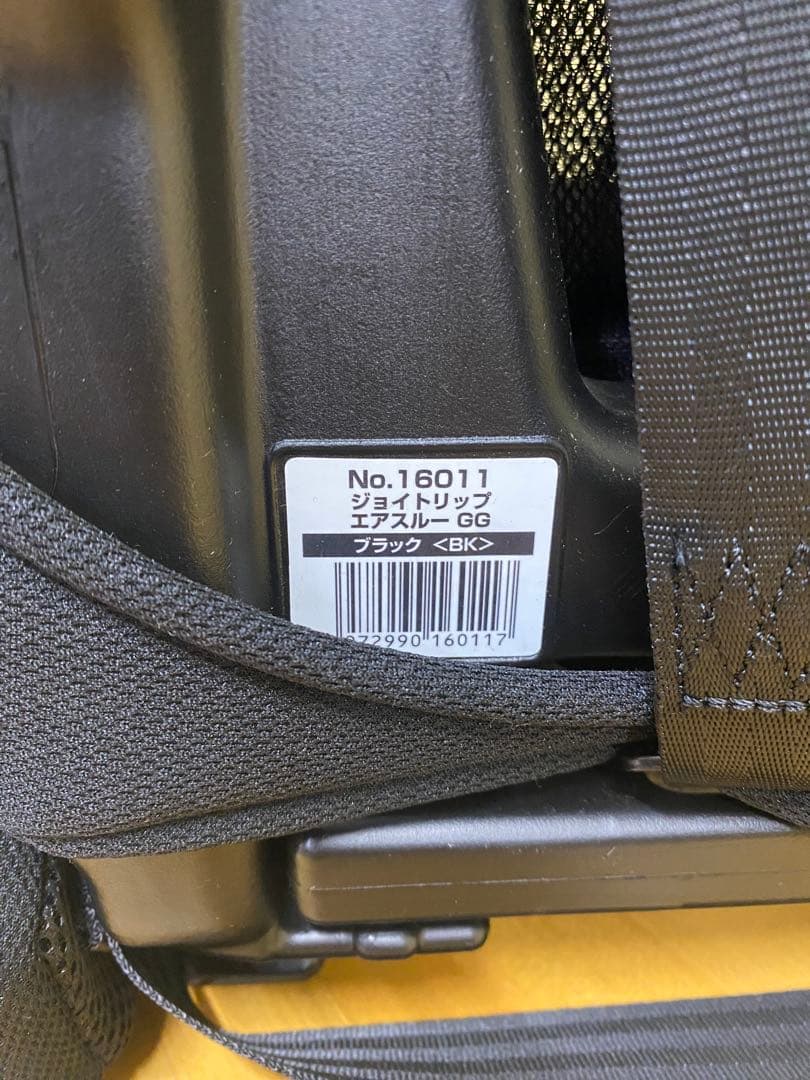 No.16011
ジョイトリップ
エアスルー GG
ブラック <BK>
972990 160117